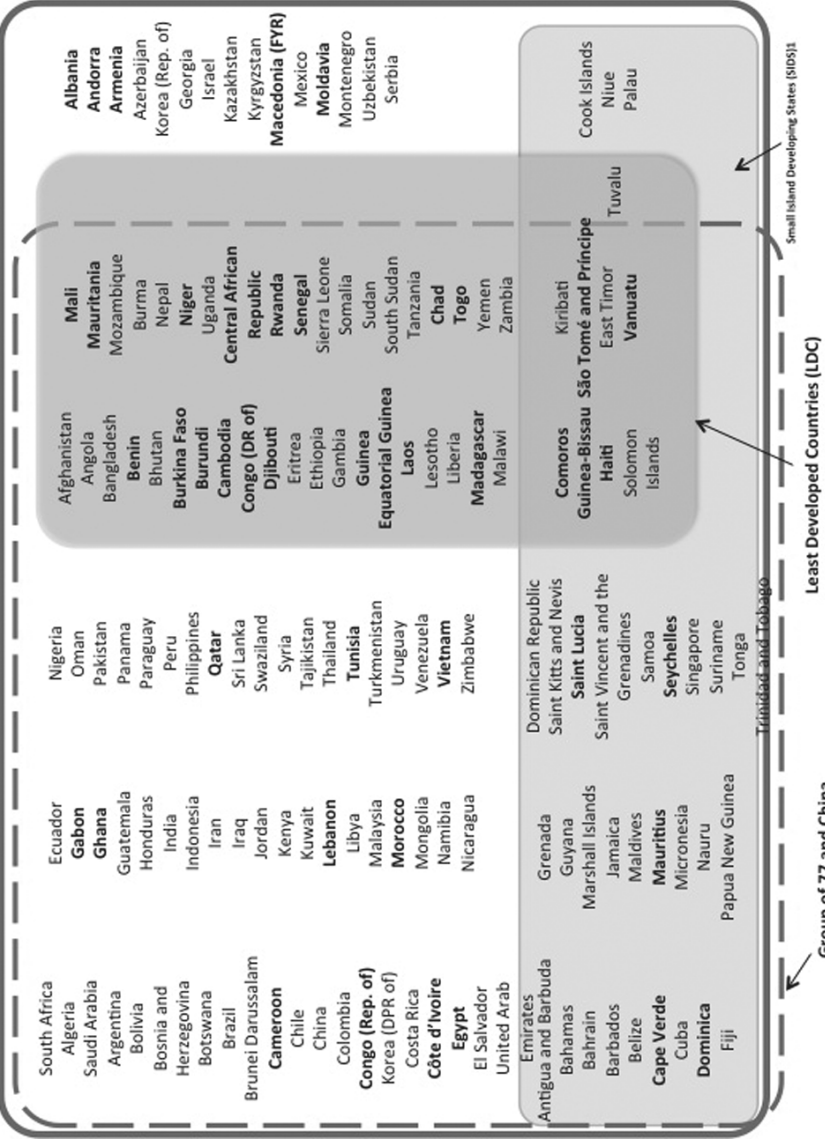 South Africa
Algeria
Saudi Arabia
Argentina
Bolivia
Bosnia and
Herzegovina
Botswana
Brazil
Brunei Darussalam
Cameroon
Chile
China
Colombia
Congo (Rep. of)
Korea (DPR of)
Costa Rica
Côte d'Ivoire
Egypt
El Salvador
United Arab
Emirates
Antigua and Barbuda
Bahamas
Bahrain
Barbados
Belize
Cape Verde
Cuba
Dominica
Fiji
Ecuador
Gabon
Ghana
Guatemala
Honduras
India
Indonesia
Iran
Iraq
Jordan
Kenya
Kuwait
Lebanon
Libya
Malaysia
Morocco
Mongolia
Namibia
Nicaragua
Grenada
Guyana
Marshall Islands
Jamaica
Maldives
Mauritius
Micronesia
Nauru
Papua New Guinea
Nigeria
Oman
Pakistan
Panama
Paraguay
Peru
Philippines
Qatar
Sri Lanka
Swaziland
Syria
Tajikistan
Thailand
Tunisia
Turkmenistan
Uruguay
Venezuela
Vietnam
Zimbabwe
Dominican Republic
Saint Kitts and Nevis
Saint Lucia
Saint Vincent and the
Grenadines
Samoa
Seychelles
Singapore
Suriname
Tonga
Trinidad and Tobago
Afghanistan
Angola
Bangladesh
Benin
Bhutan
Burkina Faso
Burundi
Cambodia
Congo (DR of)
Djibouti
Eritrea
Ethiopia
Gambia
Guinea
Equatorial Guinea
Laos
Lesotho
Liberia
Madagascar
Malawi
Comoros
Guinea-Bissau
Haiti
Solomon
Islands
Mali
Mauritania
Mozambique
Burma
Nepal
Niger
Uganda
Central African
Republic
Rwanda
Senegal
Sierra Leone
Somalia
Sudan
South Sudan
Tanzania
Chad
Togo
Yemen
Zambia
Kiribati
São Tomé and Príncipe
East Timor
Vanuatu
Tuvalu
Albania
Andorra
Armenia
Azerbaijan
Korea (Rep. of)
Georgia
Israel
Kazakhstan
Kyrgyzstan
Macedonia (FYR)
Mexico
Moldavia
Montenegro
Uzbekistan
Serbia
Cook Islands
Niue
Palau
Small Island Developing States (SIDS)1
Least Developed Countries (LDC)
Group of 77 and China